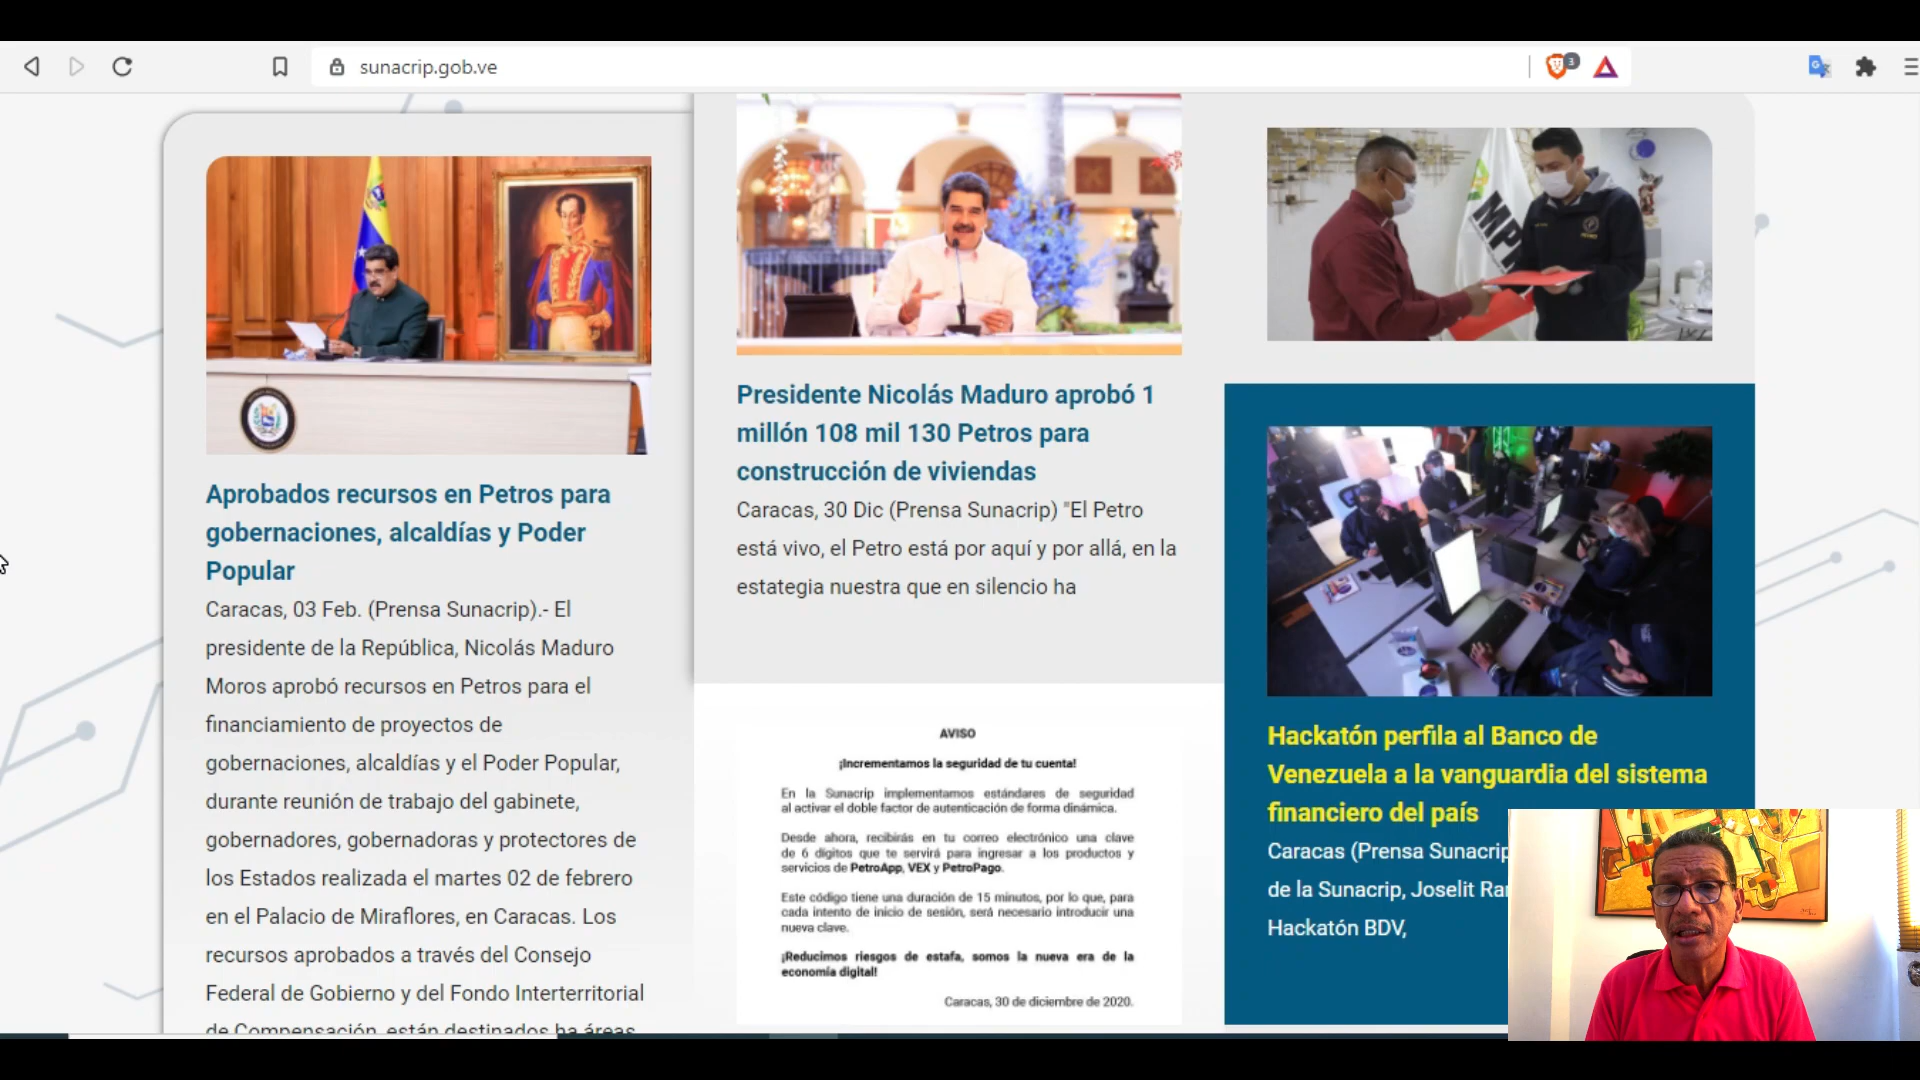 sunacrip.gob.ve
3
Aprobados recursos en Petros para
gobernaciones, alcaldías y Poder
Popular
Caracas, 03 Feb. (Prensa Sunacrip).- El
presidente de la República, Nicolás Maduro
Moros aprobó recursos en Petros para el
financiamiento de proyectos de
gobernaciones, alcaldías y el Poder Popular,
durante reunión de trabajo del gabinete,
gobernadores, gobernadoras y protectores de
los Estados realizada el martes 02 de febrero
en el Palacio de Miraflores, en Caracas. Los
recursos aprobados a través del Consejo
Federal de Gobierno y del Fondo Interterritorial
de Compensación, están destinados ha áreas
Presidente Nicolás Maduro aprobó 1
millón 108 mil 130 Petros para
construcción de viviendas
Caracas, 30 Dic (Prensa Sunacrip) "El Petro
está vivo, el Petro está por aquí y por allá, en la
estategia nuestra que en silencio ha
AVISO
¡Incrementamos la seguridad de tu cuenta!
En la Sunacrip implementamos estándares de seguridad
al activar el doble factor de autenticación de forma dinámica.
Desde ahora, recibirás en tu correo electrónico una clave
de 6 dígitos que te servirá para ingresar a los productos y
servicios de PetroApp, VEX y PetroPago.
Este código tiene una duración de 15 minutos, por lo que, para
cada intento de inicio de sesión, será necesario introducir una
nueva clave.
¡Reducimos riesgos de estafa, somos la nueva era de la
economía digital!
Caracas, 30 de diciembre de 2020.
Hackatón perfila al Banco de
Venezuela a la vanguardia del sistema
financiero del país
Caracas (Prensa Sunacrip
de la Sunacrip, Joselit
Hackatón BDV,